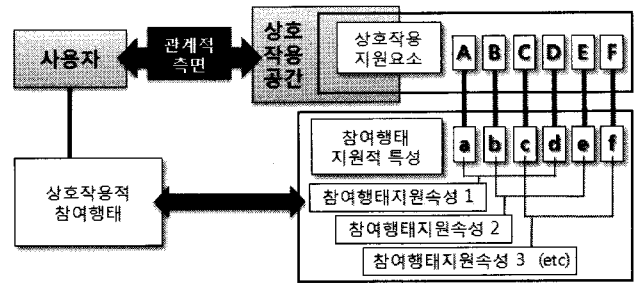 사용자
관계적
측면
상호
작용
공간
상호작용
지원요소
A B C D E F
참여행태
지원적 특성
a b c d e f
상호작용적
참여행태
참여행태지원속성 1
참여행태지원속성 2
참여행태지원속성 3 (etc)